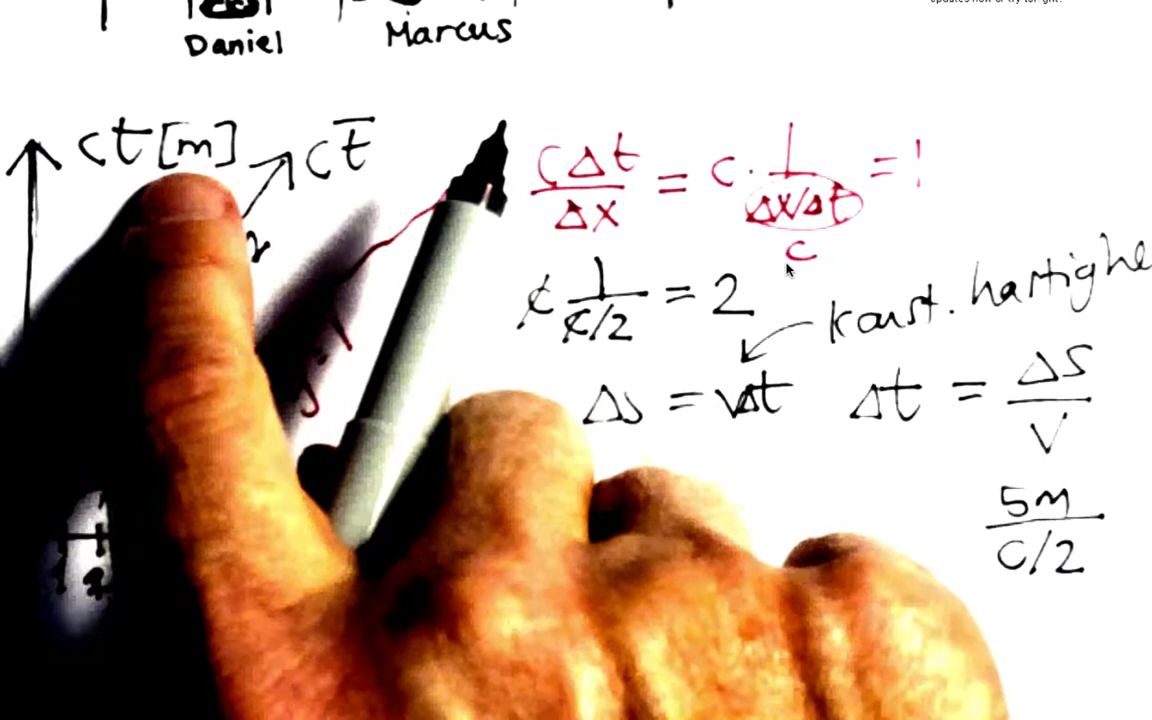 Daniel
Marcus
ct [m]
ct̅
cΔt/Δx = c · 1/(Δx/Δt) = 1
c
c 1/(c/2) = 2
konst. hastighe
Δs = vΔt Δt = Δs/v
5m/(c/2)